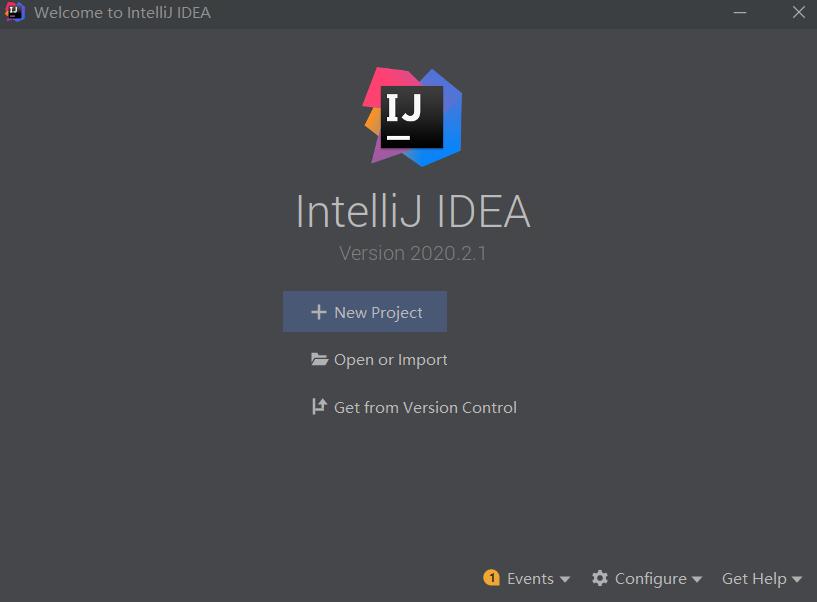 IJ Welcome to IntelliJ IDEA
IJ
IntelliJ IDEA
Version 2020.2.1
New Project
Open or Import
Get from Version Control
1 Events Configure Get Help